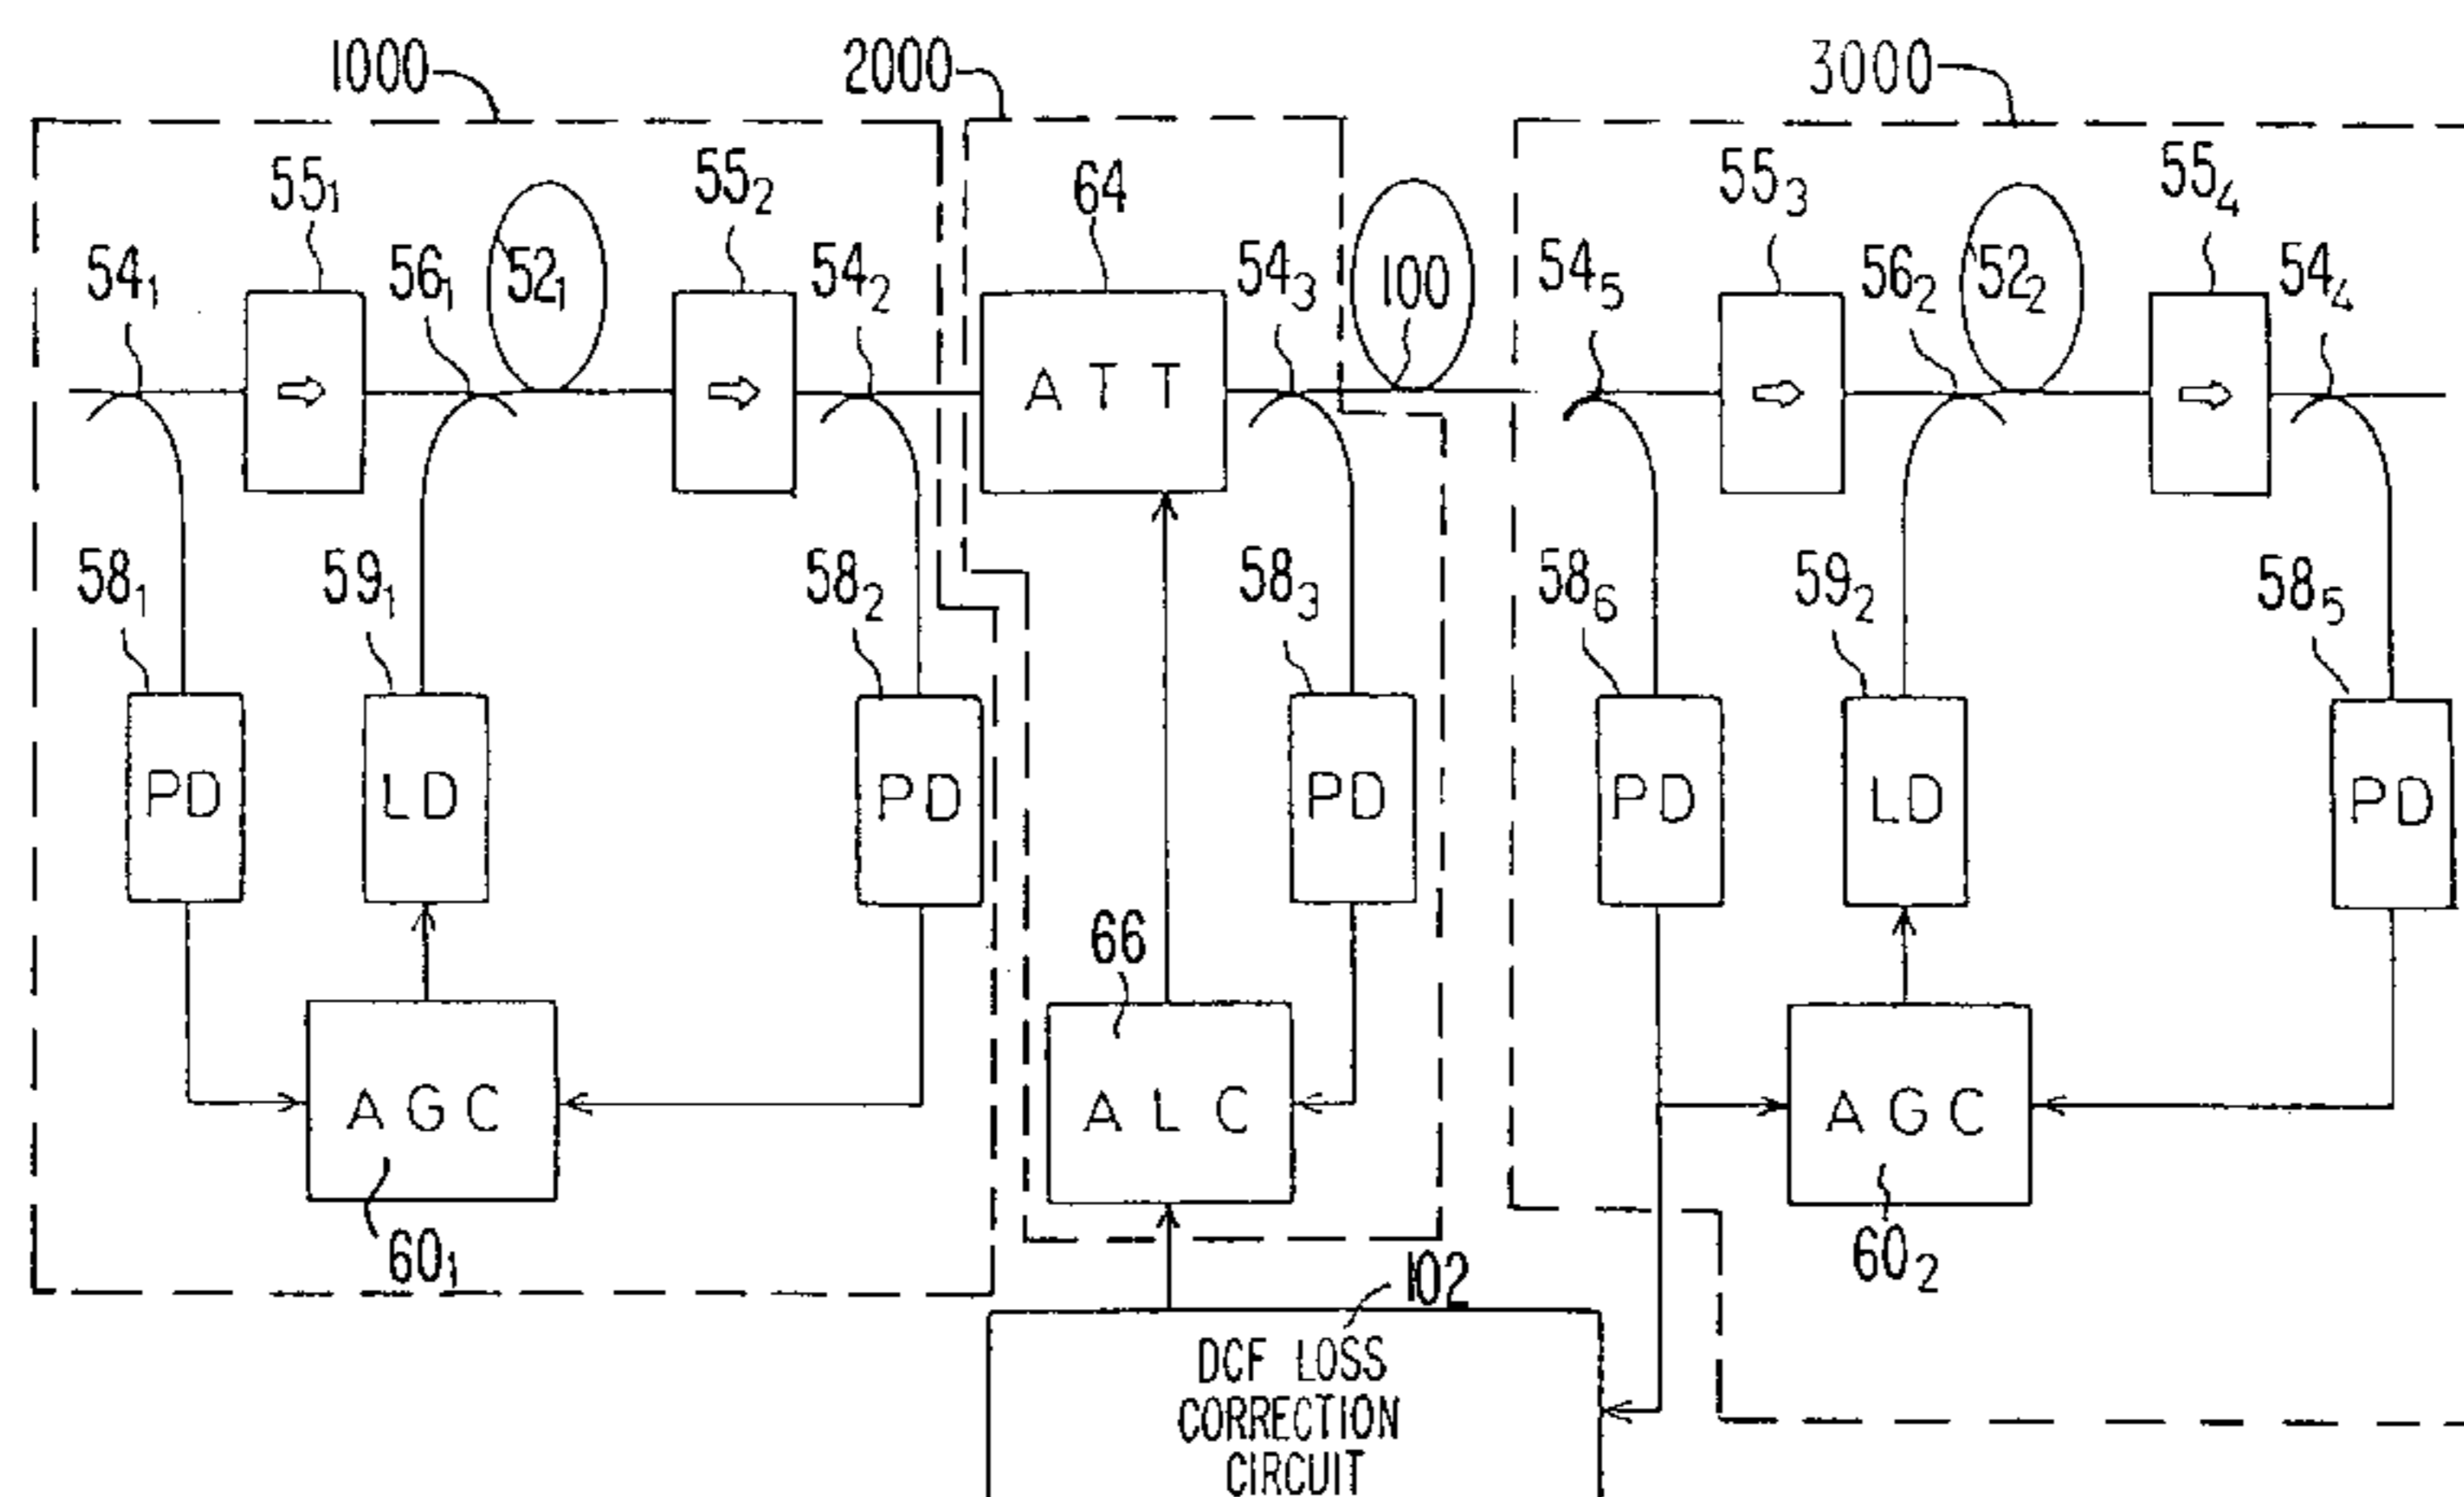 1000 2000 3000
55₁ 55₂ 64 55₃ 55₄
54₁ 56₁ 52₁ 54₂ 54₃ 100 54₅ 56₂ 52₂ 54₄
ATT
58₁ 59₁ 58₂ 58₃ 58₆ 59₂ 58₅
PD LD PD PD PD LD PD
66
AGC ALC AGC
60₁ 60₂
102
DCF LOSS
CORRECTION
CIRCUIT